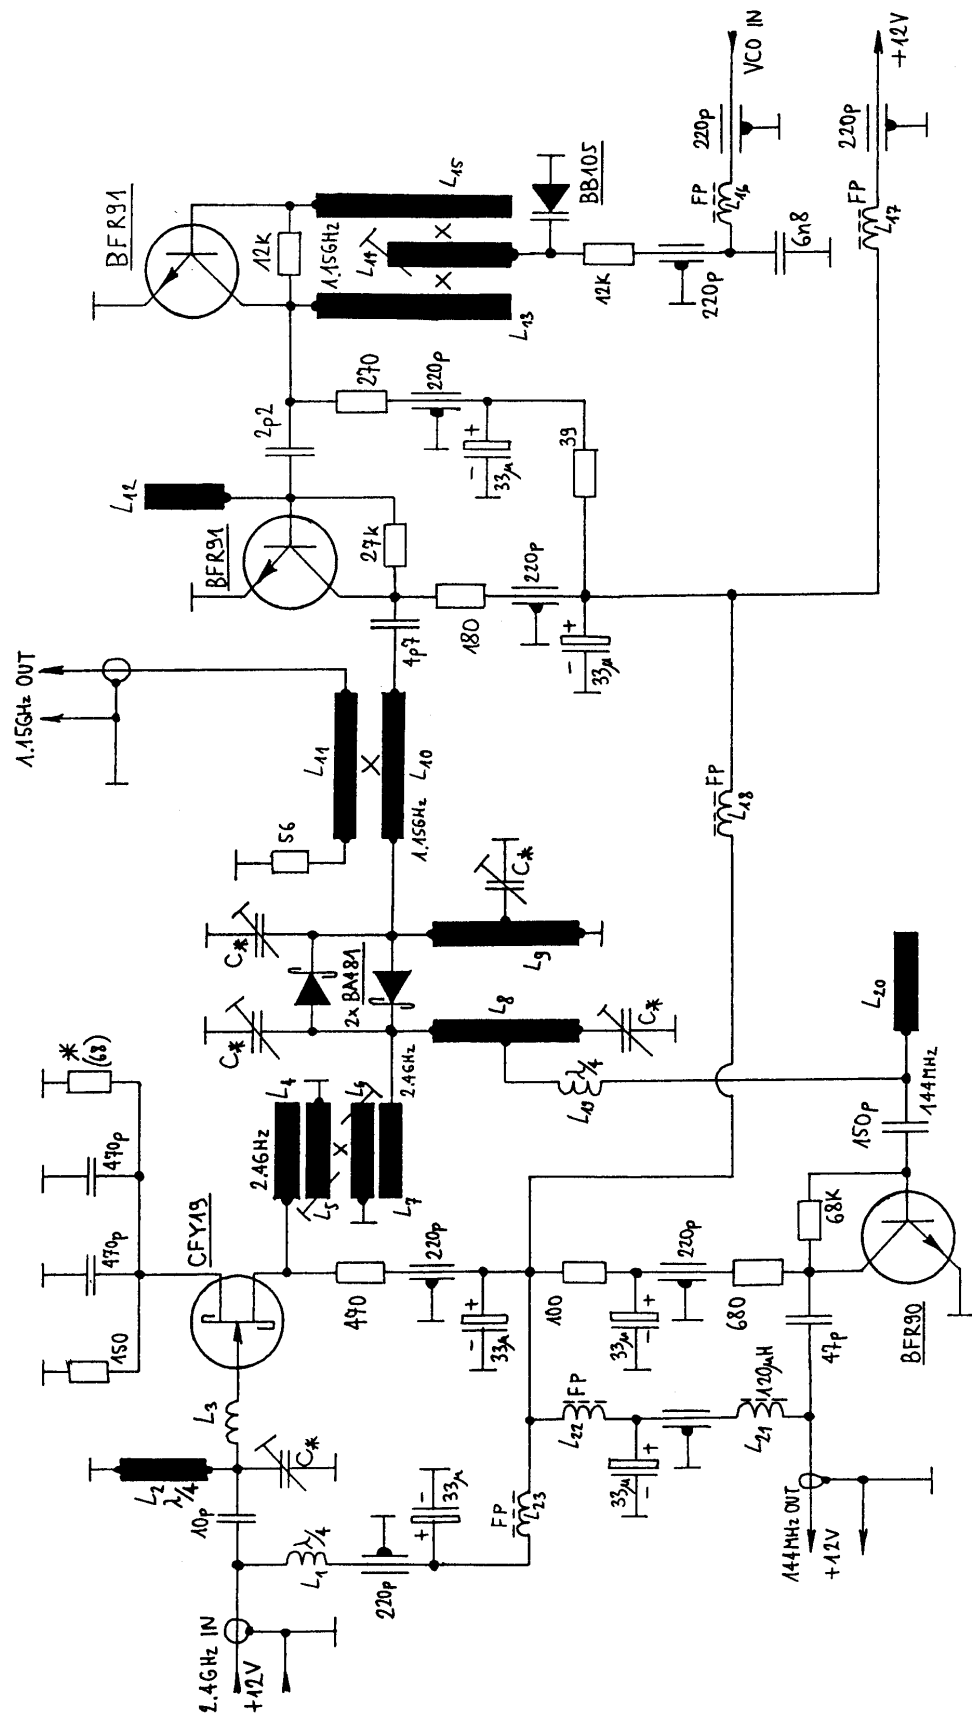 2.4GHz IN
+12V
10p
L1
λ/4
220p
+
-
33µ
L2
λ/4
C*
L3
150
470p
470p
*
(68)
CFY19
470
220p
+
-
33µ
FP
L23
2.4GHz
L4
L5
X
L6
L7
2.4GHz
C*
C*
2x BA481
L8
C*
L9
C*
L19
λ/4
56
L11
X
L10
1.15GHz
1.15GHz OUT
4p7
BFR91
L12
27k
180
220p
+
-
33µ
39
2p2
270
220p
+
-
33µ
BFR91
12k
1.15GHz
L13
X
L14
X
L15
BB105
12k
220p
6n8
FP
L16
220p
VCO IN
FP
L17
220p
+12V
FP
L18
L22
FP
+
-
33µ
L21
120µH
100
+
-
33µ
220p
680
47p
68k
BFR90
150p
144MHz
L20
144MHz OUT
+12V